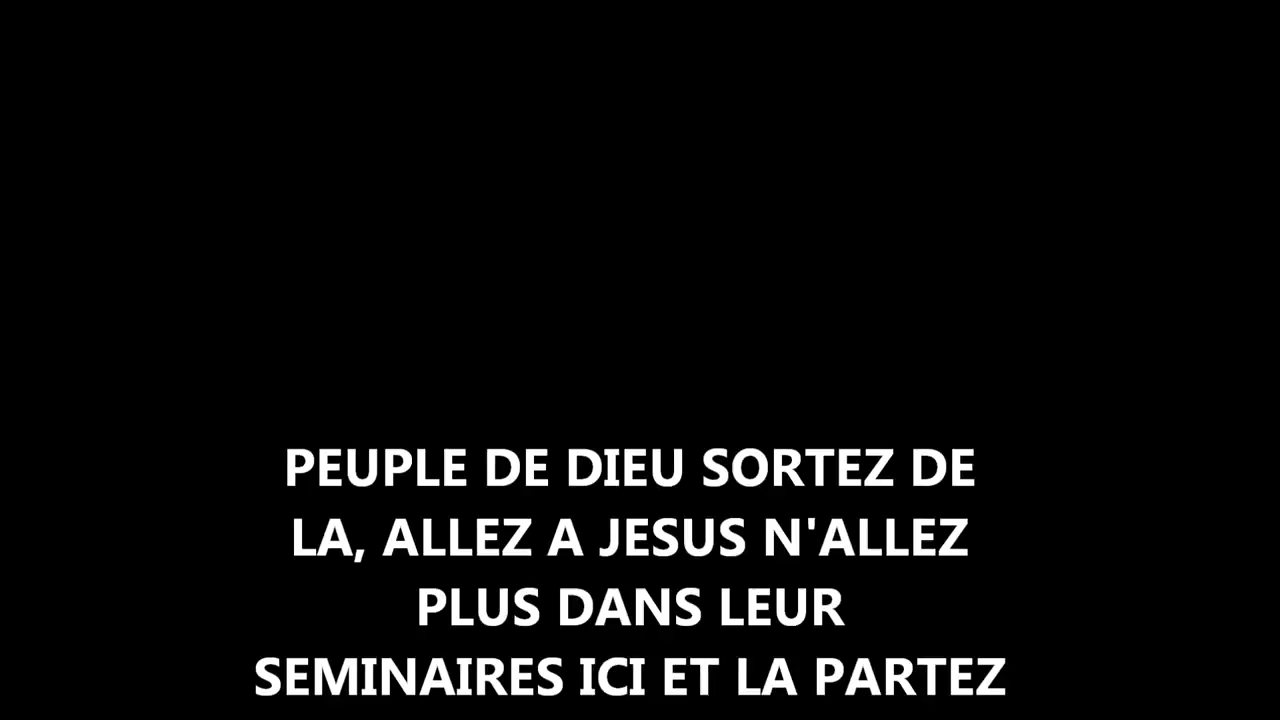 PEUPLE DE DIEU SORTEZ DE
LA, ALLEZ A JESUS N'ALLEZ
PLUS DANS LEUR
SEMINAIRES ICI ET LA PARTEZ